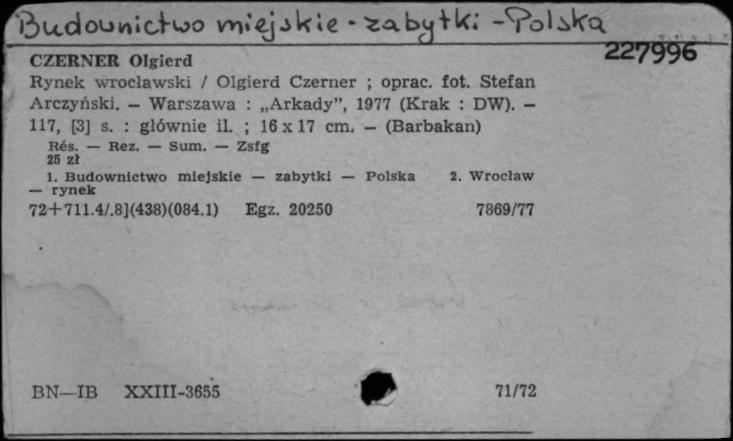 Budownictwo miejskie - zabytki - Polska
227996
CZERNER Olgierd
Rynek wrocławski / Olgierd Czerner ; oprac. fot. Stefan
Arczyński. — Warszawa : „Arkady”, 1977 (Krak : DW). —
117, [3] s. : głównie il. ; 16 x 17 cm. — (Barbakan)
Rés. — Rez. — Sum. — Zsfg
25 zł
1. Budownictwo miejskie — zabytki — Polska 2. Wrocław
— rynek
72+711.4/.8](438)(084.1) Egz. 20250 7869/77
BN—IB XXIII-3655 71/72